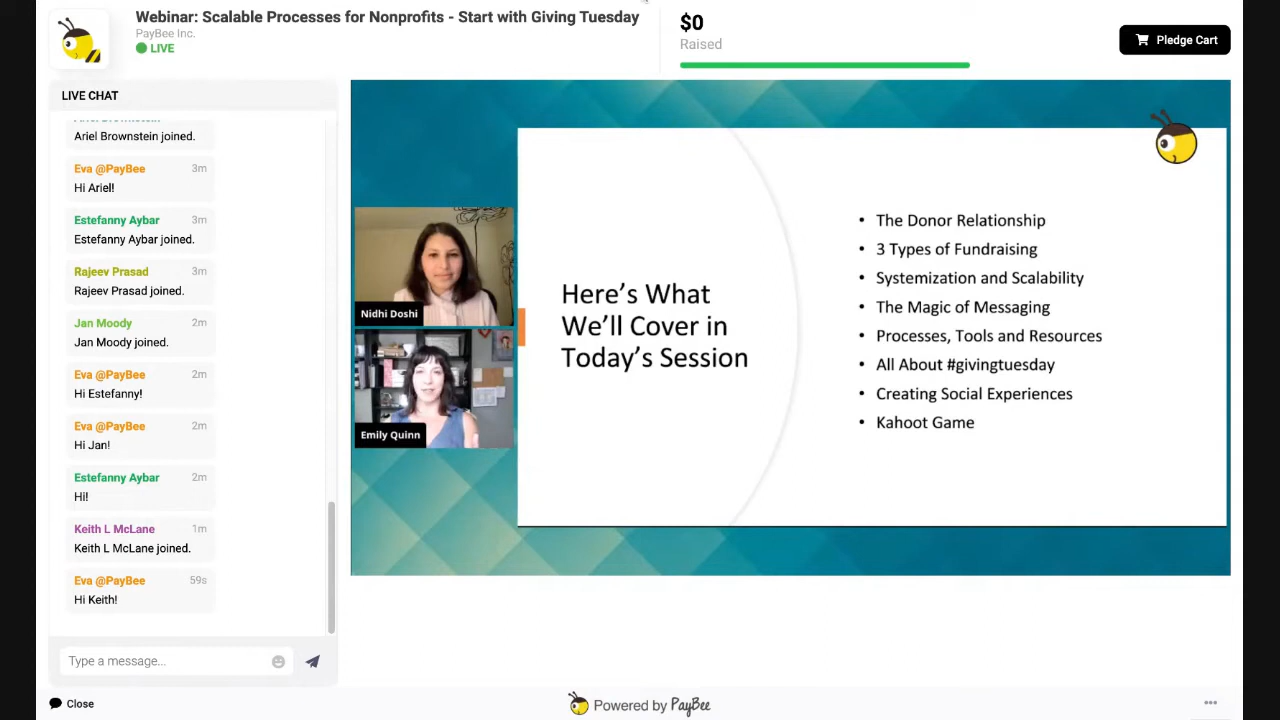 Webinar: Scalable Processes for Nonprofits - Start with Giving Tuesday
PayBee Inc.
LIVE
$0
Raised
Pledge Cart
LIVE CHAT
Ariel Brownstein
Ariel Brownstein joined.
Eva @PayBee 3m
Hi Ariel!
Estefanny Aybar 3m
Estefanny Aybar joined.
Rajeev Prasad 3m
Rajeev Prasad joined.
Jan Moody 2m
Jan Moody joined.
Eva @PayBee 2m
Hi Estefanny!
Eva @PayBee 2m
Hi Jan!
Estefanny Aybar 2m
Hi!
Keith L McLane 1m
Keith L McLane joined.
Eva @PayBee 59s
Hi Keith!
Type a message...
Close
Nidhi Doshi
Emily Quinn
Here's What
We'll Cover in
Today's Session
• The Donor Relationship
• 3 Types of Fundraising
• Systemization and Scalability
• The Magic of Messaging
• Processes, Tools and Resources
• All About #givingtuesday
• Creating Social Experiences
• Kahoot Game
Powered by PayBee